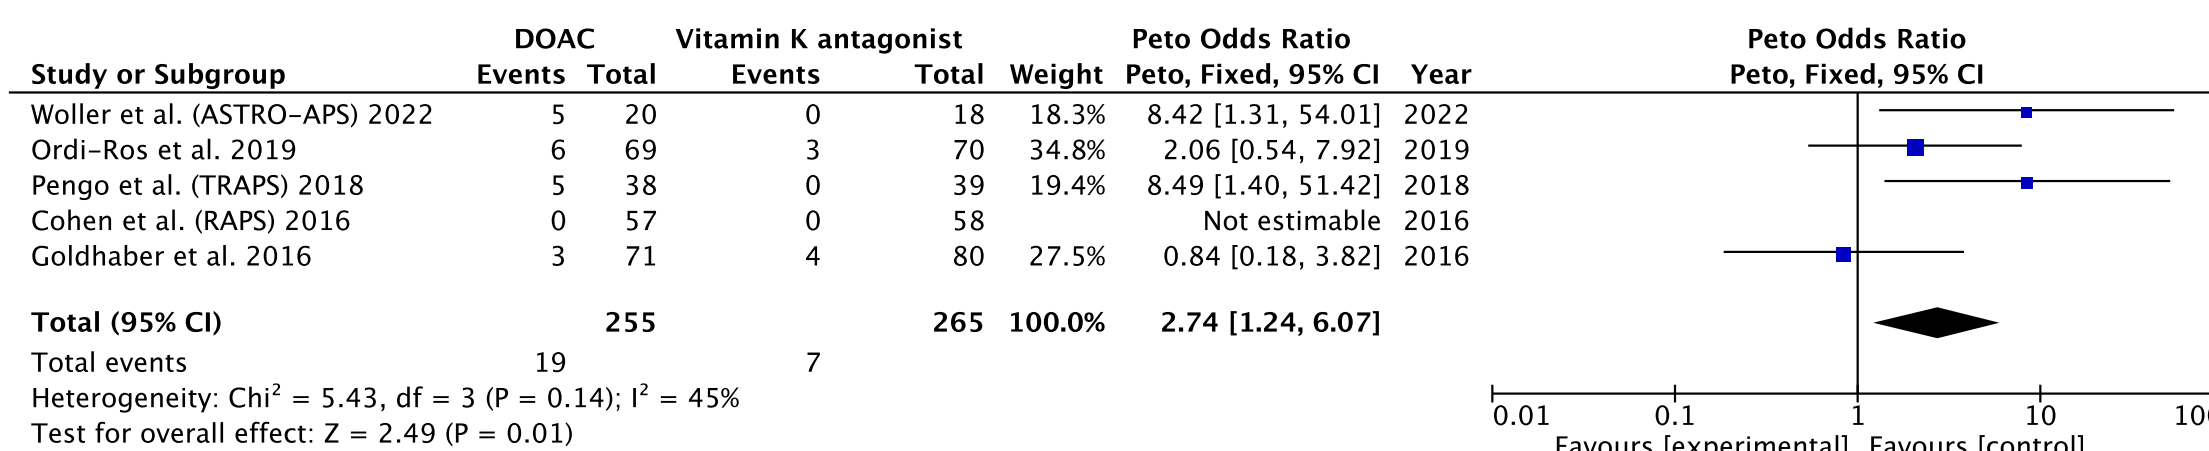 DOAC Vitamin K antagonist Peto Odds Ratio Peto Odds Ratio
Study or Subgroup Events Total Events Total Weight Peto, Fixed, 95% CI Year Peto, Fixed, 95% CI
Woller et al. (ASTRO-APS) 2022 5 20 0 18 18.3% 8.42 [1.31, 54.01] 2022
Ordi-Ros et al. 2019 6 69 3 70 34.8% 2.06 [0.54, 7.92] 2019
Pengo et al. (TRAPS) 2018 5 38 0 39 19.4% 8.49 [1.40, 51.42] 2018
Cohen et al. (RAPS) 2016 0 57 0 58 Not estimable 2016
Goldhaber et al. 2016 3 71 4 80 27.5% 0.84 [0.18, 3.82] 2016
Total (95% CI) 255 265 100.0% 2.74 [1.24, 6.07]
Total events 19 7
Heterogeneity: Chi² = 5.43, df = 3 (P = 0.14); I² = 45%
Test for overall effect: Z = 2.49 (P = 0.01)
0.01 0.1 1 10
Favours [experimental] Favours [control]